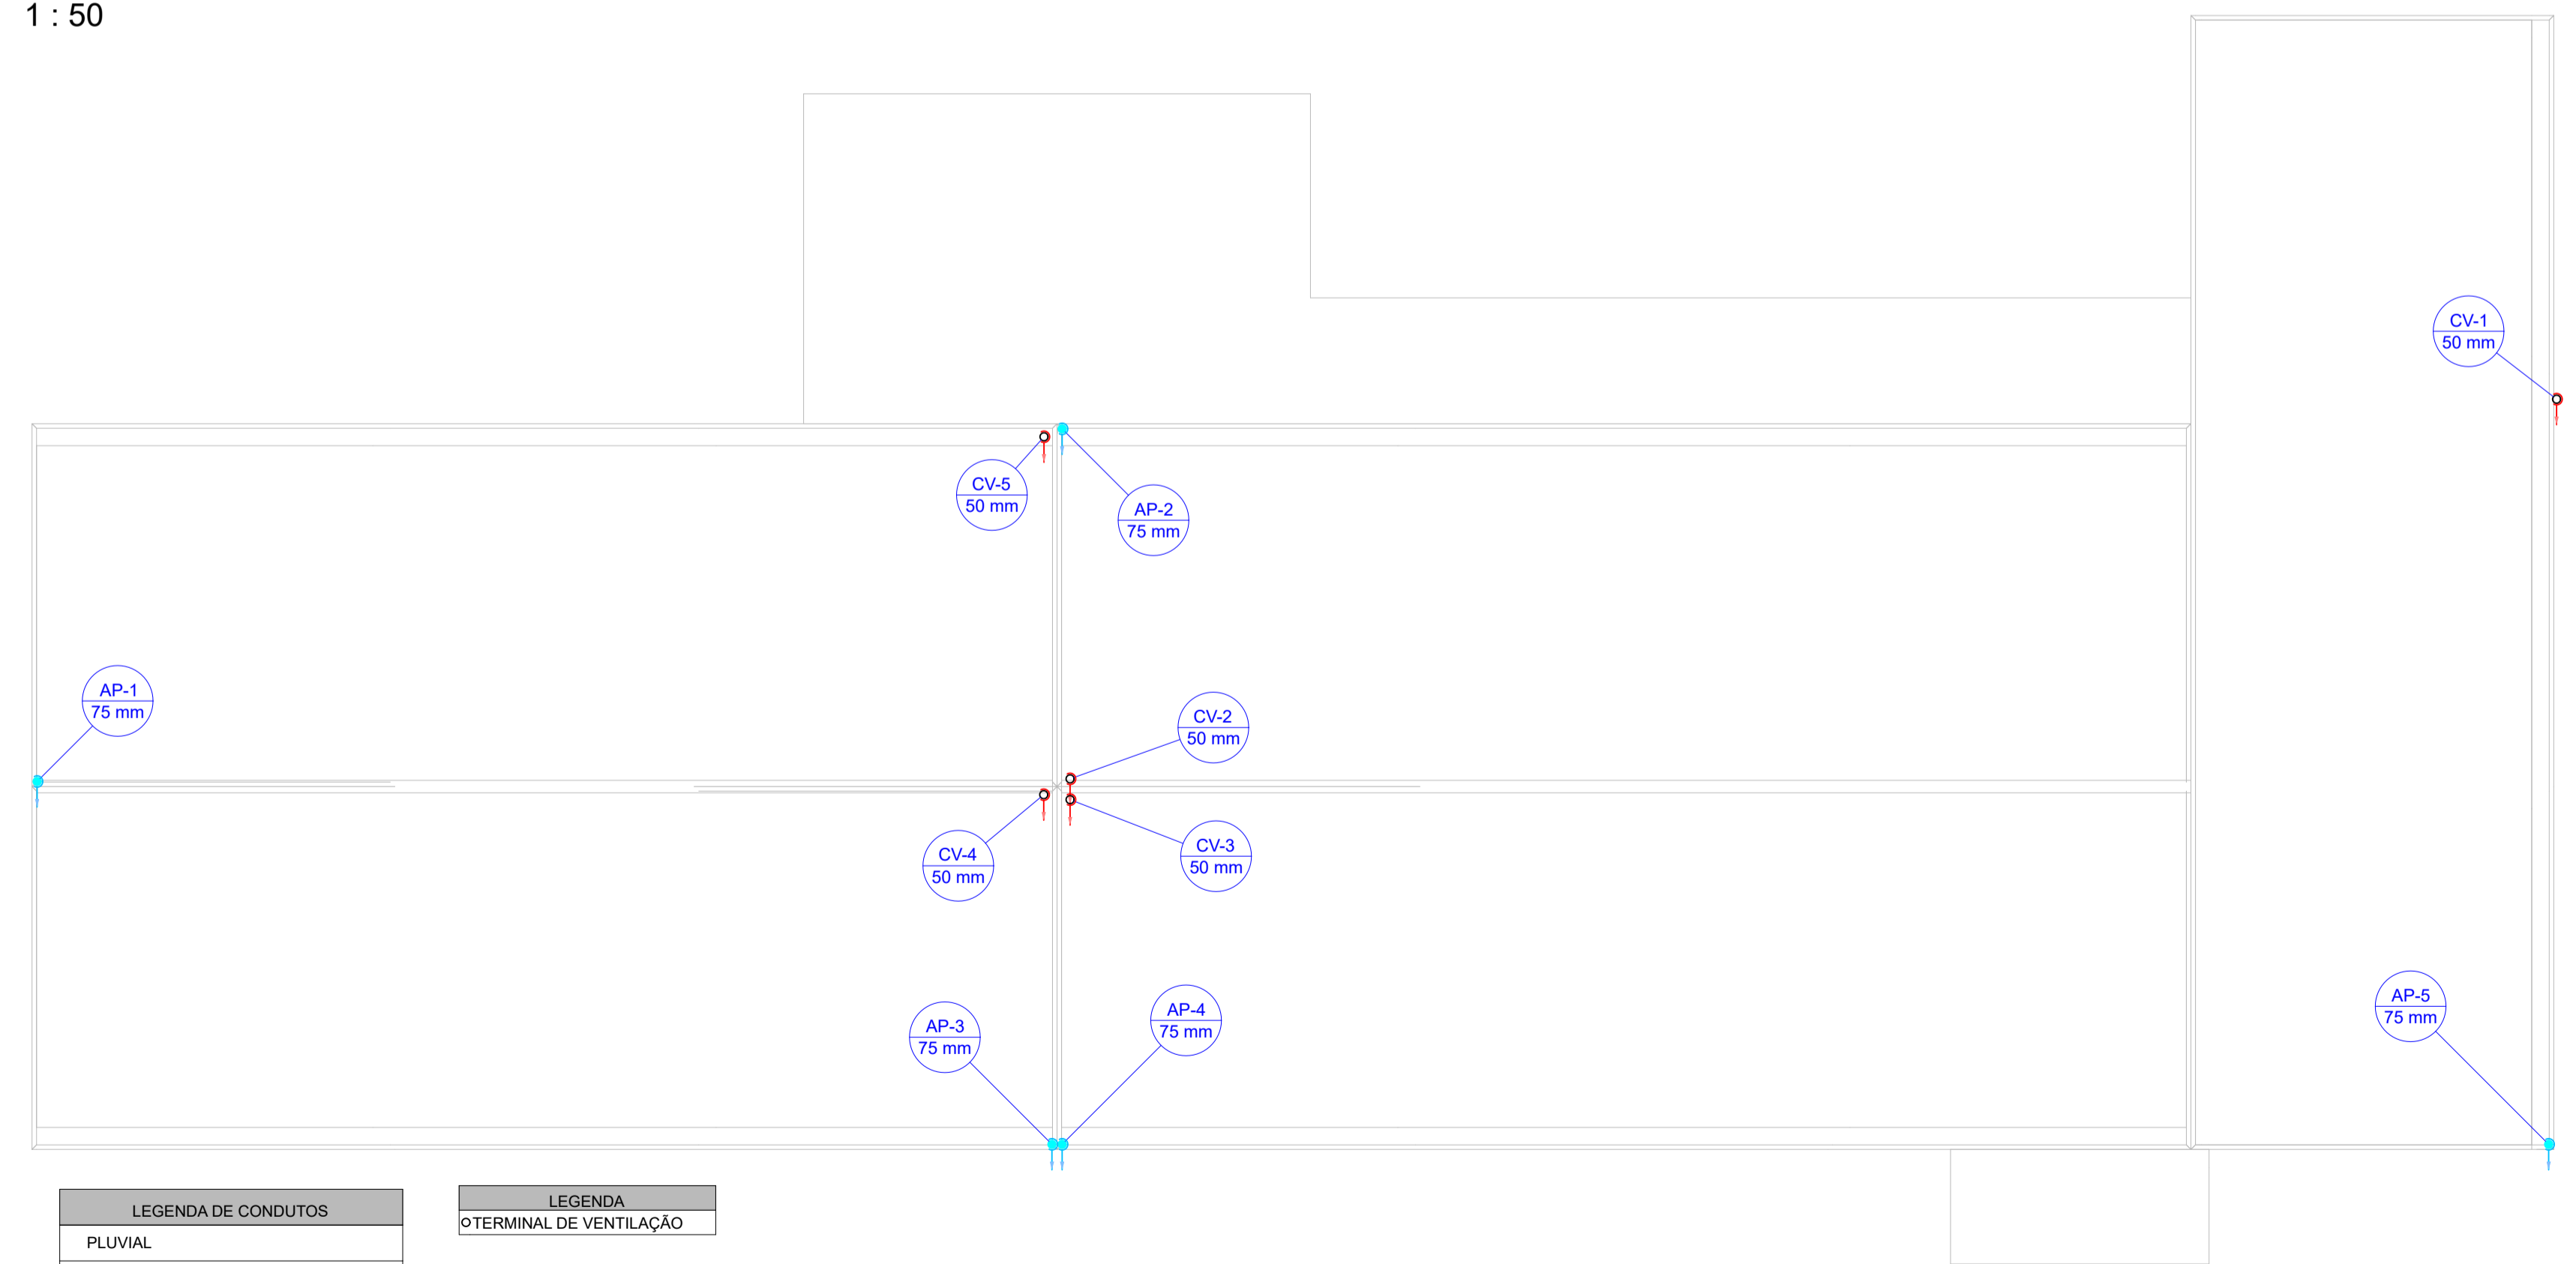 1 : 50
CV-1
50 mm
CV-5
50 mm
AP-2
75 mm
AP-1
75 mm
CV-2
50 mm
CV-4
50 mm
CV-3
50 mm
AP-3
75 mm
AP-4
75 mm
AP-5
75 mm
LEGENDA DE CONDUTOS
PLUVIAL
LEGENDA
TERMINAL DE VENTILAÇÃO